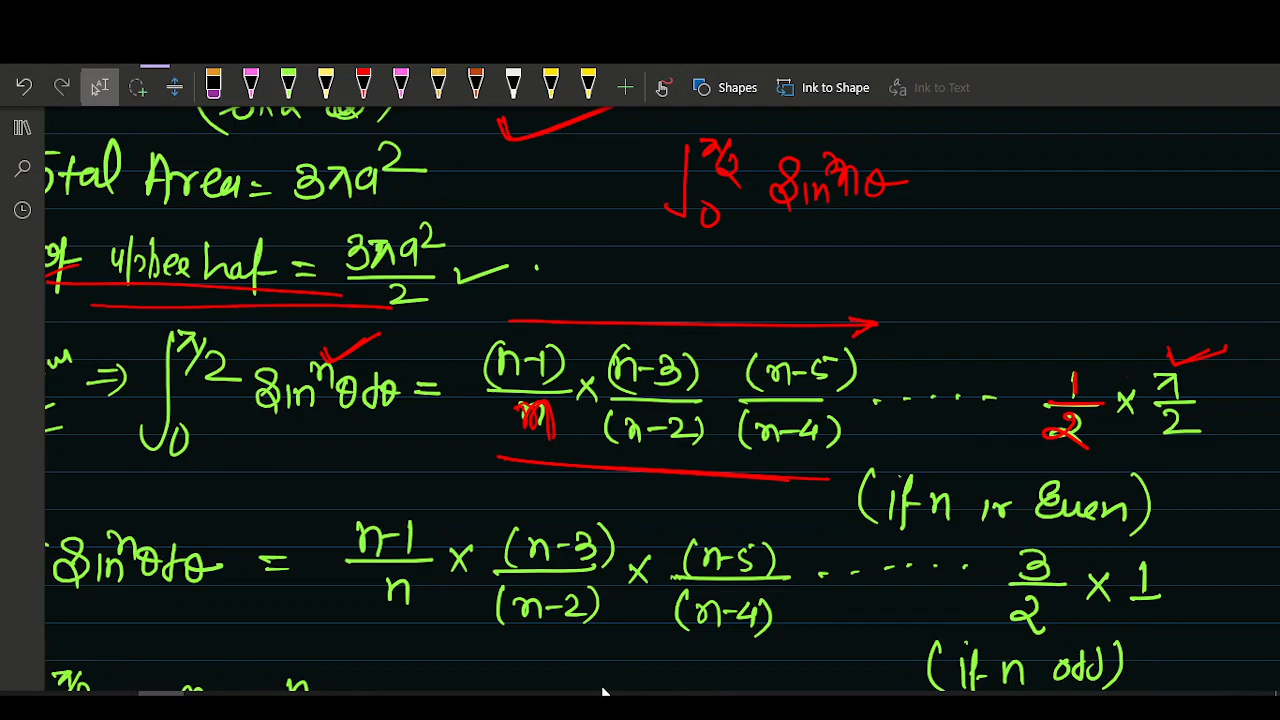 Shapes Ink to Shape Ink to Text
otal Area = 3πa²
∫₀^π/2 Sin
of upper haf = 3πa²/2
⇒ ∫₀^π/2 Sinⁿθdθ = (n-1)/n × (n-3)/(n-2) (n-5)/(n-4) ........ 1/2 × π/2
(if n is Even)
Sinⁿθdθ = n-1/n × (n-3)/(n-2) × (n-5)/(n-4) ........ 3/2 × 1
(if n odd)